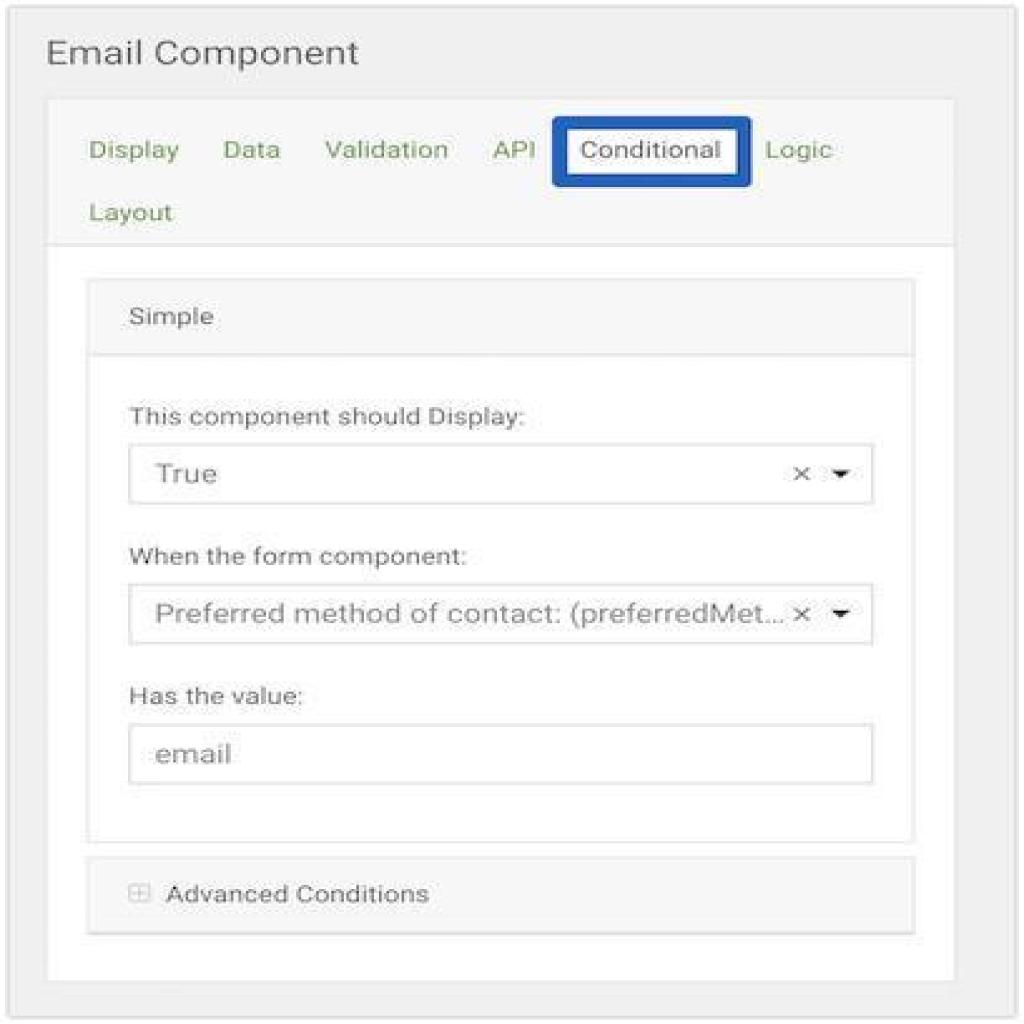 Email Component
Display Data Validation API Conditional Logic
Layout
Simple
This component should Display:
True ×
When the form component:
Preferred method of contact: (preferredMet... ×
Has the value:
email
Advanced Conditions